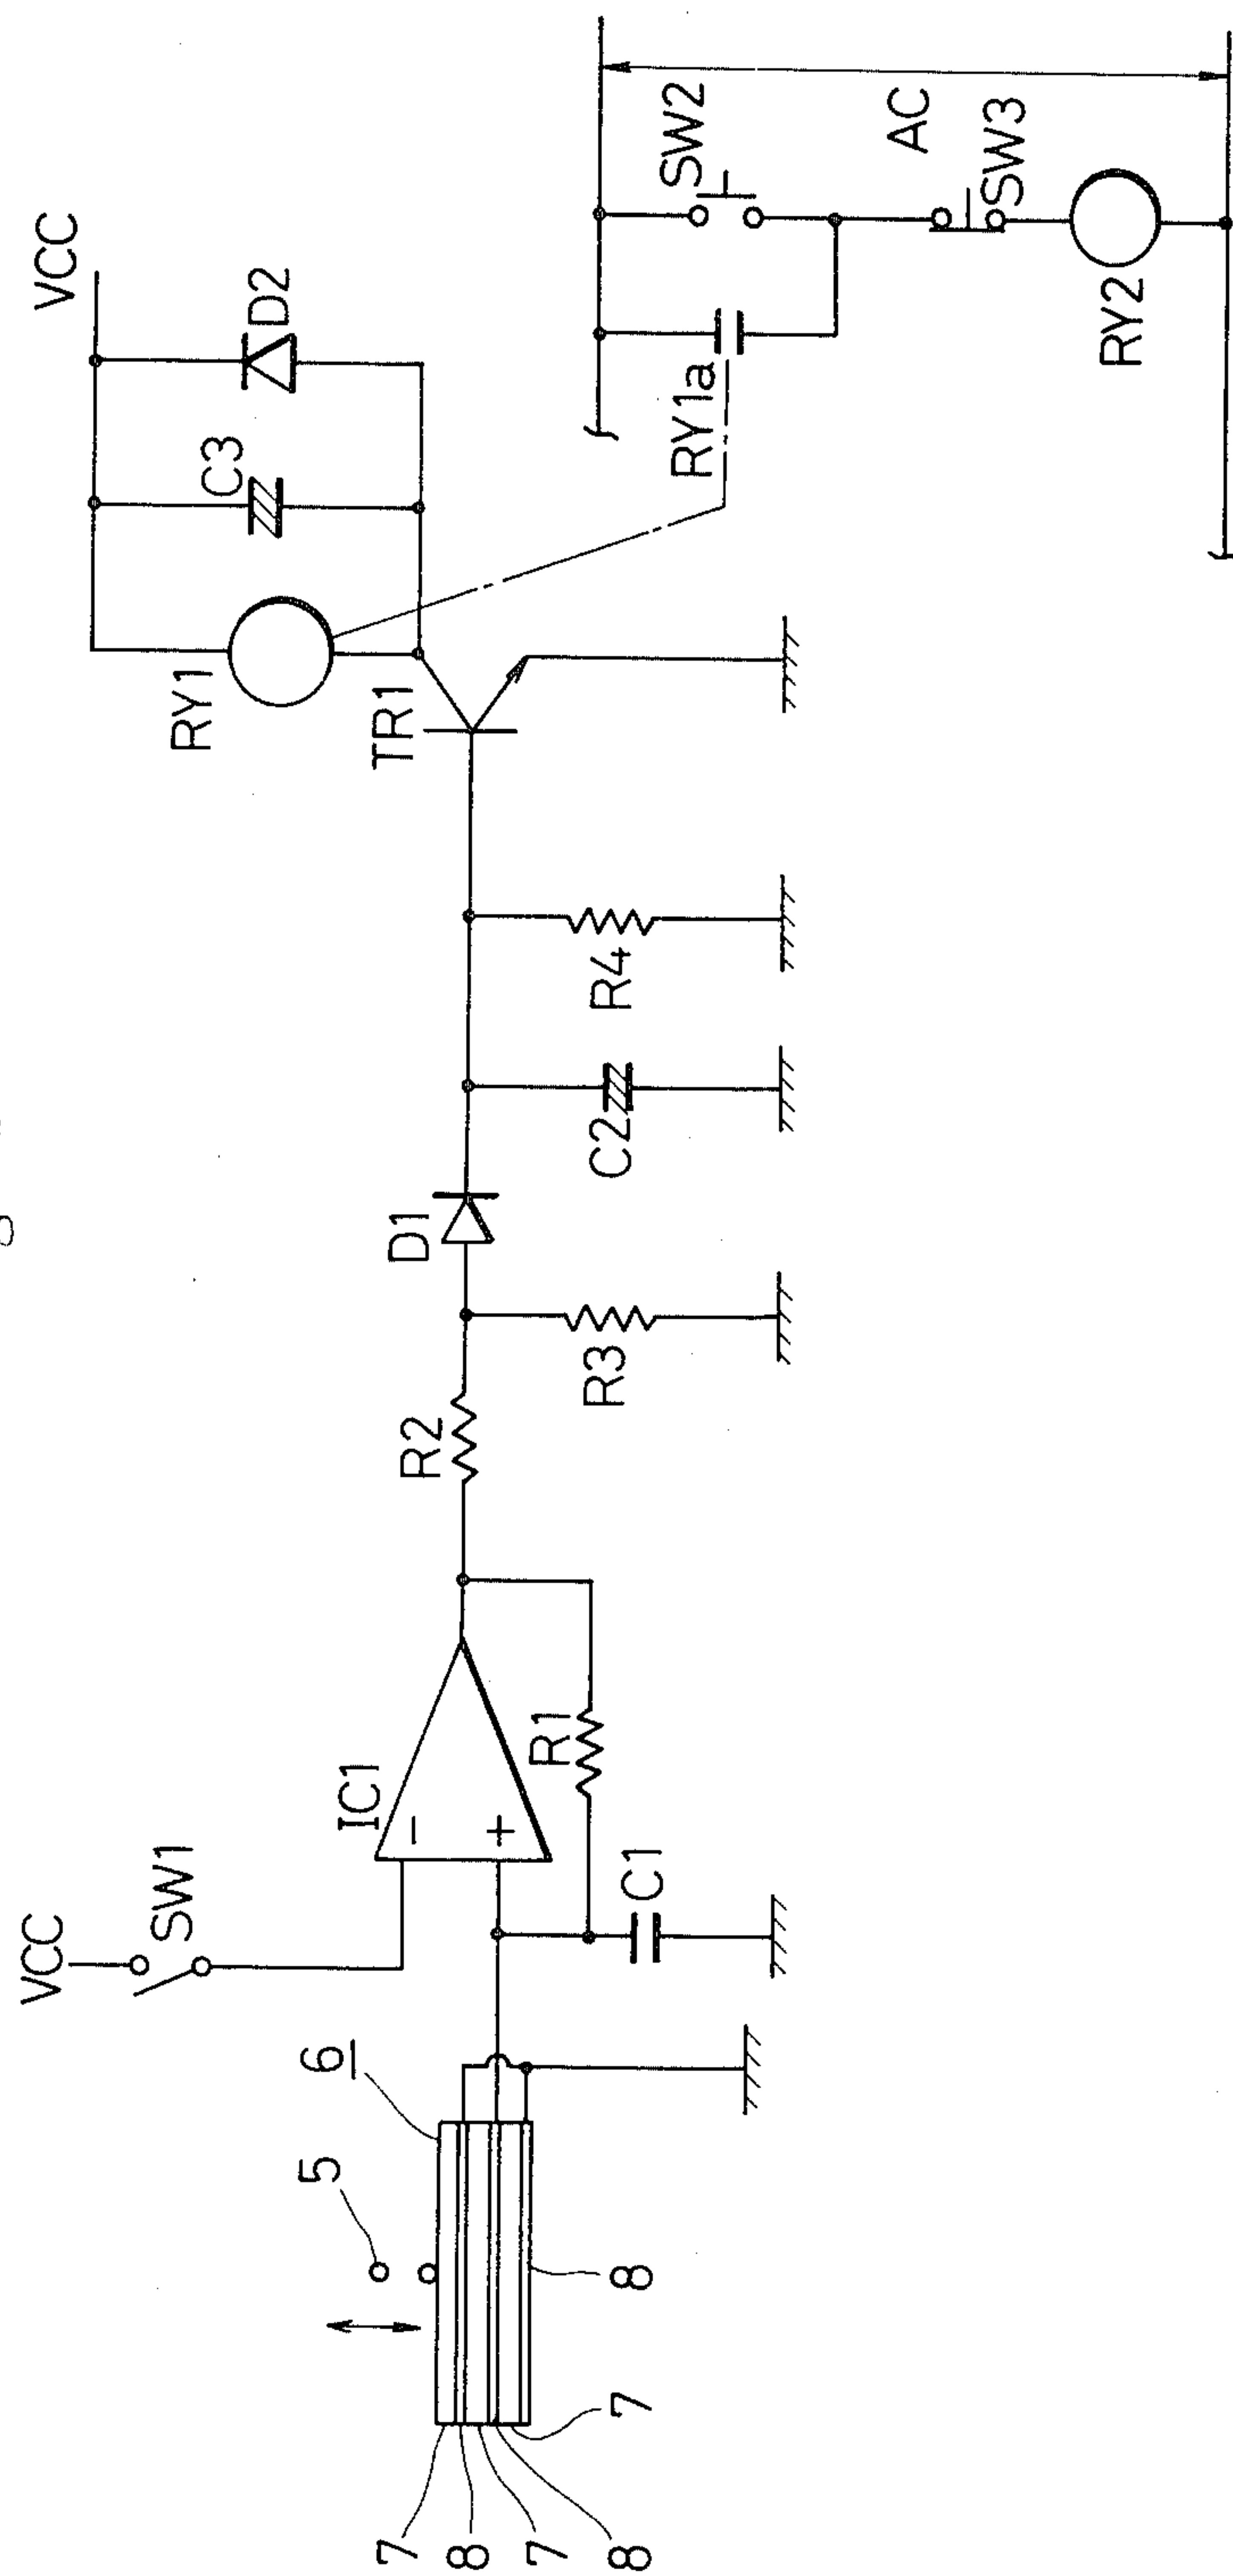 VCC
SW1
IC1
−
+
R1
C1
5
6
7
8
7
8
7
8
R2
R3
D1
C2
R4
TR1
RY1
C3
D2
VCC
RY1a
SW2
AC
SW3
RY2